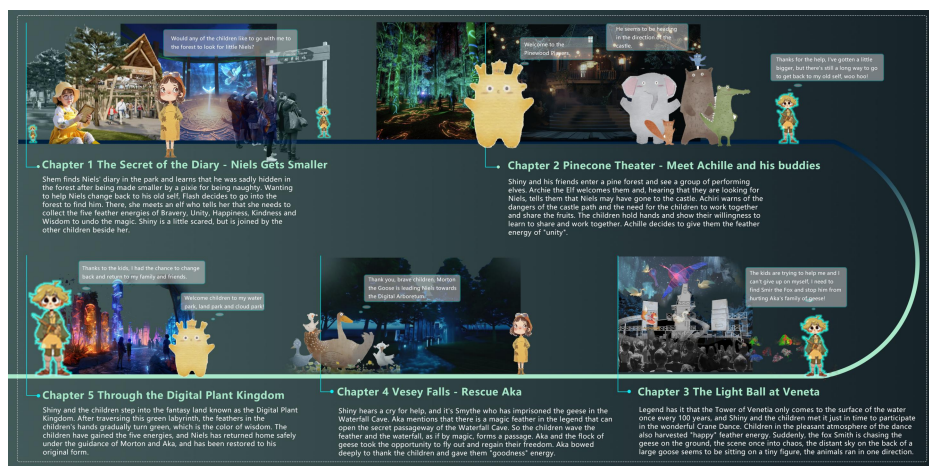 Would any of the children like to go with me to
the forest to look for little Niels?
Welcome to the
Pinewood Players
He seems to be heading
in the direction of the
castle.
Thanks for the help, I've gotten a little
bigger, but there's still a long way to go
to get back to my old self, woo hoo!
Chapter 1 The Secret of the Diary - Niels Gets Smaller
Shem finds Niels' diary in the park and learns that he was sadly hidden in
the forest after being made smaller by a pixie for being naughty. Wanting
to help Niels change back to his old self, Flash decides to go into the
forest to find him. There, she meets an elf who tells her that she needs to
collect the five feather energies of Bravery, Unity, Happiness, Kindness and
Wisdom to undo the magic. Shiny is a little scared, but is joined by the
other children beside her.
Chapter 2 Pinecone Theater - Meet Achille and his buddies
Shiny and his friends enter a pine forest and see a group of performing
elves. Archie the Elf welcomes them and, hearing that they are looking for
Niels, tells them that Niels may have gone to the castle. Achiri warns of the
dangers of the castle path and the need for the children to work together
and share the fruits. The children hold hands and show their willingness to
learn to share and work together. Achille decides to give them the feather
energy of "unity".
Thanks to the kids, I had the chance to change
back and return to my family and friends.
Welcome children to my water
park, land park and cloud park!
Thank you, brave children, Morton
the Goose is leading Niels towards
the Digital Arboretum.
The kids are trying to help me and I
can't give up on myself, I need to
find Smir the Fox and stop him from
hurting Aka's family of geese!
Chapter 5 Through the Digital Plant Kingdom
Shiny and the children step into the fantasy land known as the Digital Plant
Kingdom. After traversing this green labyrinth, the feathers in the
children's hands gradually turn green, which is the color of wisdom. The
children have gained the five energies, and Niels has returned home safely
under the guidance of Morton and Aka, and has been restored to his
original form.
Chapter 4 Vesey Falls - Rescue Aka
Shiny hears a cry for help, and it's Smythe who has imprisoned the geese in the
Waterfall Cave. Aka mentions that there is a magic feather in the legend that can
open the secret passageway of the Waterfall Cave. So the children wave the
feather and the waterfall, as if by magic, forms a passage. Aka and the flock of
geese took the opportunity to fly out and regain their freedom. Aka bowed
deeply to thank the children and gave them "goodness" energy.
Chapter 3 The Light Ball at Veneta
Legend has it that the Tower of Veneta only comes to the surface of the water
once every 100 years, and Shiny and the children met it just in time to participate
in the wonderful Crane Dance. Children in the pleasant atmosphere of the dance
also harvested "happy" feather energy. Suddenly, the fox Smith is chasing the
geese on the ground, the scene once into chaos, the distant sky on the back of a
large goose seems to be sitting on a tiny figure, the animals ran in one direction.